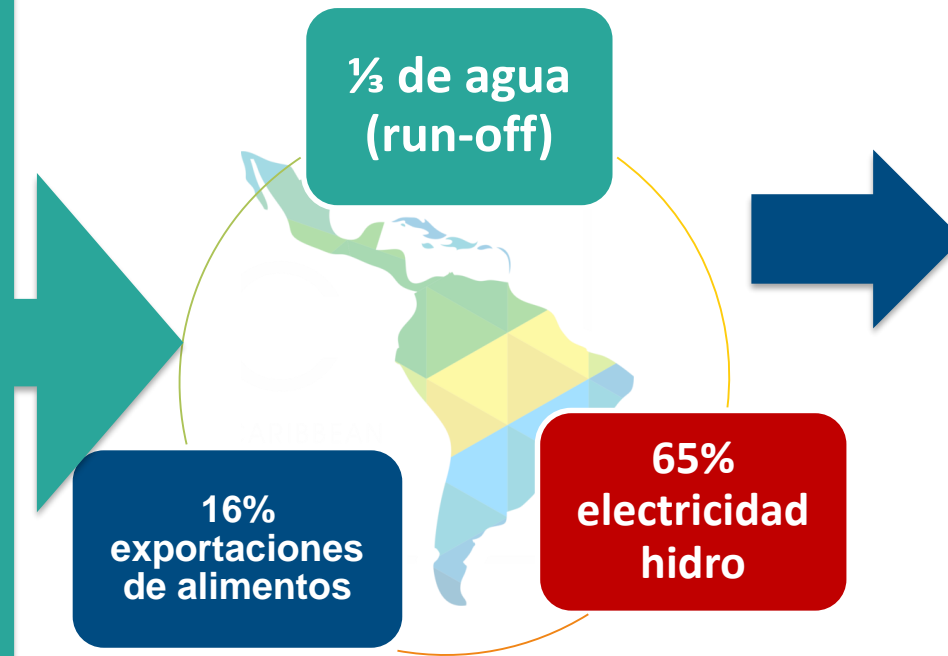 ⅓ de agua
(run-off)
16%
exportaciones
de alimentos
65%
electricidad
hidro